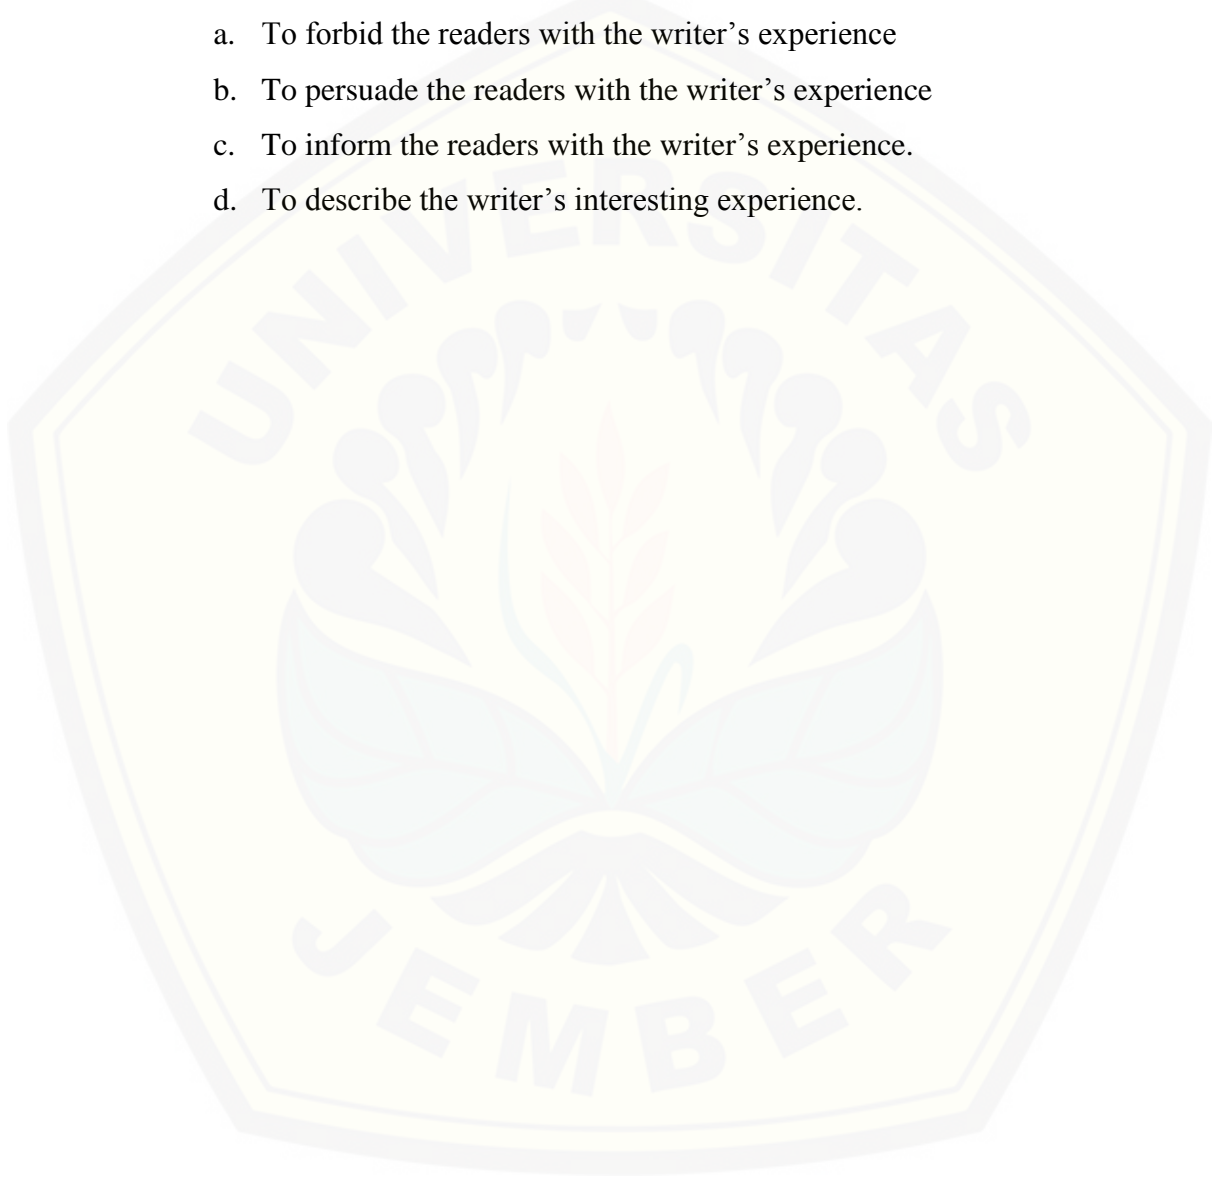 a. To forbid the readers with the writer’s experience
b. To persuade the readers with the writer’s experience
c. To inform the readers with the writer’s experience.
d. To describe the writer’s interesting experience.
UNIVERSITAS
JEMBER